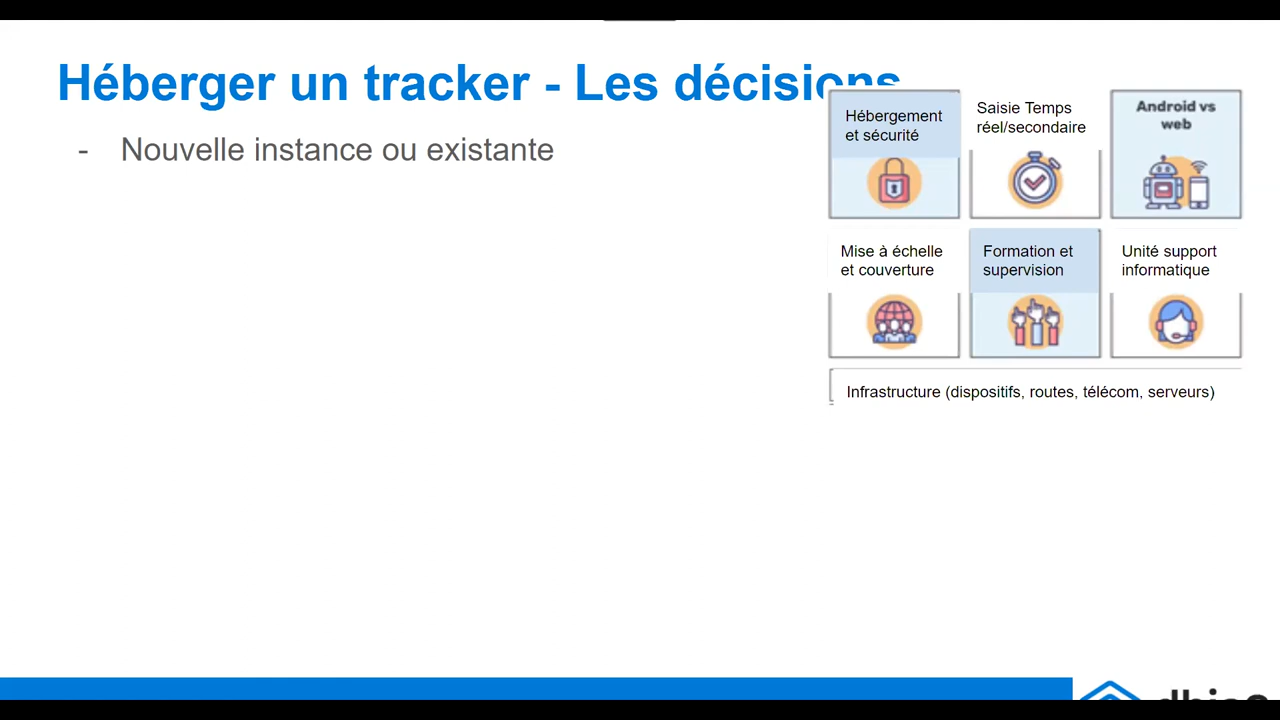 Héberger un tracker - Les décisions
- Nouvelle instance ou existante
Hébergement
et sécurité
Saisie Temps
réel/secondaire
Android vs
web
Mise à échelle
et couverture
Formation et
supervision
Unité support
informatique
Infrastructure (dispositifs, routes, télécom, serveurs)